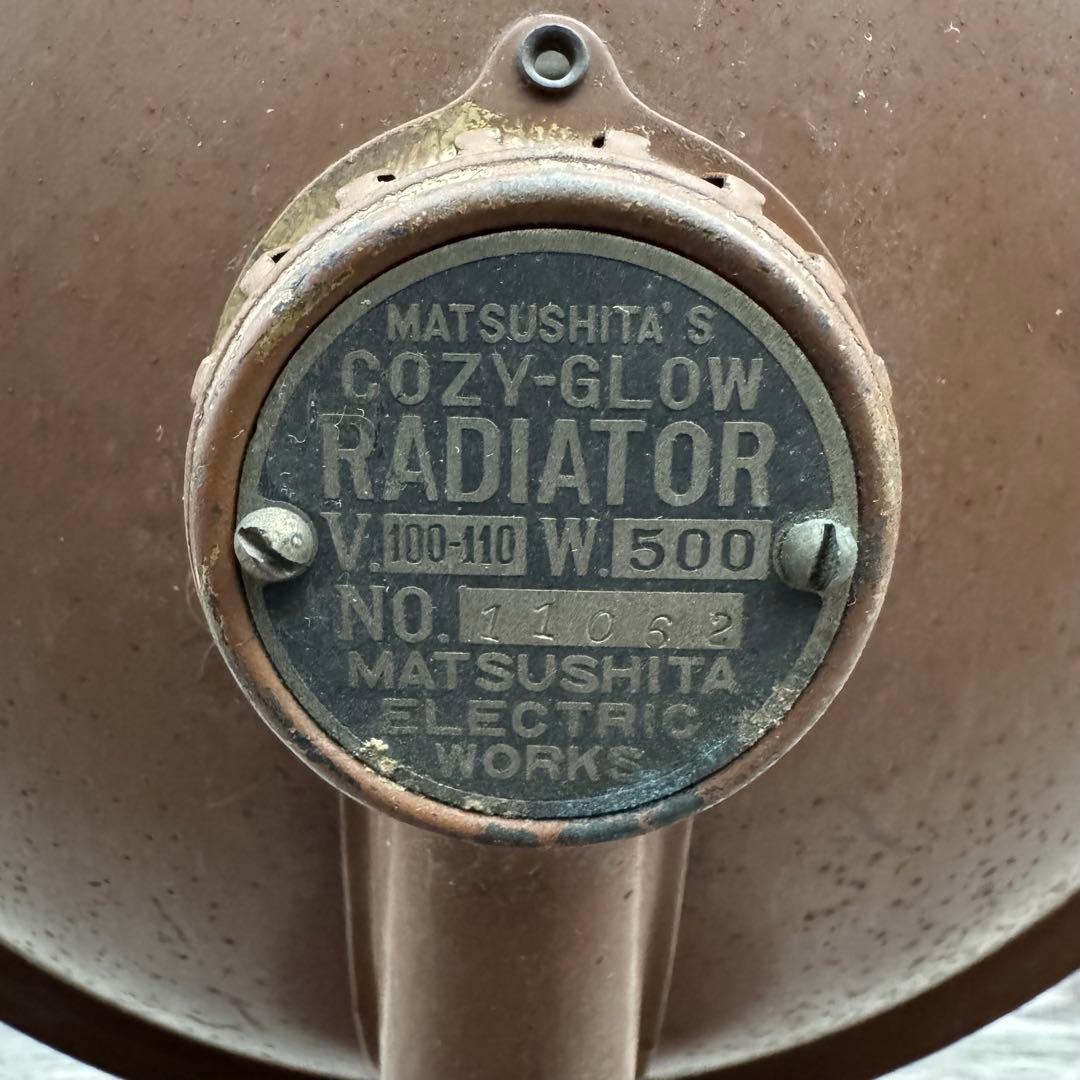 MATSUSHITA'S
COZY-GLOW
RADIATOR
V. 100-110 W. 500
NO. 11062
MATSUSHITA
ELECTRIC
WORKS